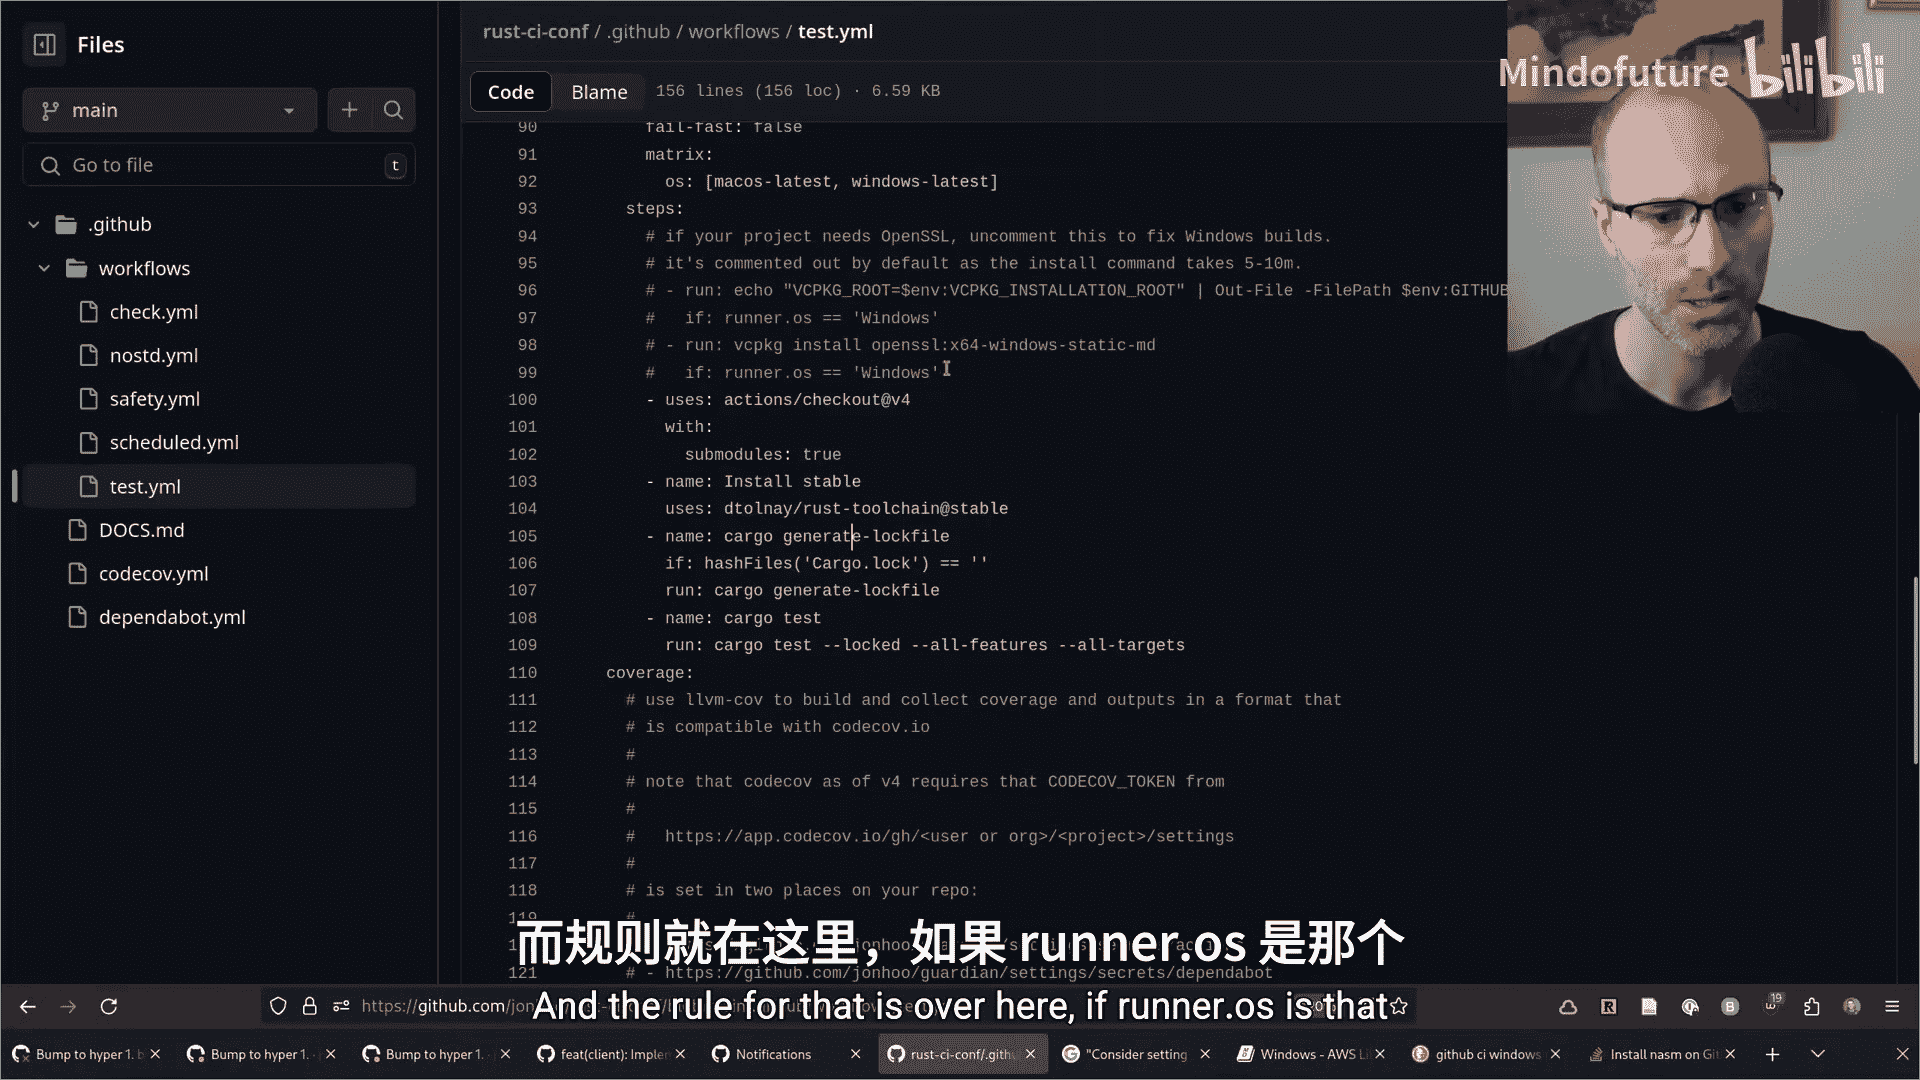 Files
rust-ci-conf / .github / workflows / test.yml
Mindofuture bilibili
main
Code Blame 156 lines (156 loc) · 6.59 KB
Go to file t
.github
workflows
check.yml
nostd.yml
safety.yml
scheduled.yml
test.yml
DOCS.md
codecov.yml
dependabot.yml
90 fail-fast: false
91 matrix:
92 os: [macos-latest, windows-latest]
93 steps:
94 # if your project needs OpenSSL, uncomment this to fix Windows builds.
95 # it's commented out by default as the install command takes 5-10m.
96 # - run: echo "VCPKG_ROOT=$env:VCPKG_INSTALLATION_ROOT" | Out-File -FilePath $env:GITHUB
97 # if: runner.os == 'Windows'
98 # - run: vcpkg install openssl:x64-windows-static-md
99 # if: runner.os == 'Windows'
100 - uses: actions/checkout@v4
101 with:
102 submodules: true
103 - name: Install stable
104 uses: dtolnay/rust-toolchain@stable
105 - name: cargo generate-lockfile
106 if: hashFiles('Cargo.lock') == ''
107 run: cargo generate-lockfile
108 - name: cargo test
109 run: cargo test --locked --all-features --all-targets
110 coverage:
111 # use llvm-cov to build and collect coverage and outputs in a format that
112 # is compatible with codecov.io
113 #
114 # note that codecov as of v4 requires that CODECOV_TOKEN from
115 #
116 # https://app.codecov.io/gh/<user or org>/<project>/settings
117 #
118 # is set in two places on your repo:
119 #
121 # - https://github.com/jonhoo/guardian/settings/secrets/dependabot
而规则就在这里，如果 runner.os 是那个
https://github.com/jon
And the rule for that is over here, if runner.os is that
19
Bump to hyper 1. b
Bump to hyper 1. ·
Bump to hyper 1. ·
feat(client): Implem
Notifications
rust-ci-conf/.githu
"Consider setting
Windows - AWS Li
github ci windows
Install nasm on Git